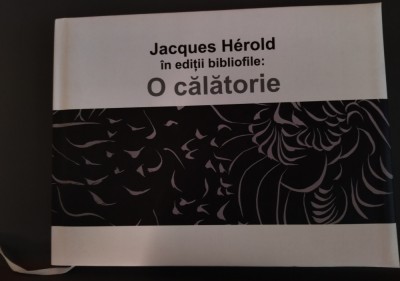 Jacques Hérold
în ediții bibliofile:
O călătorie